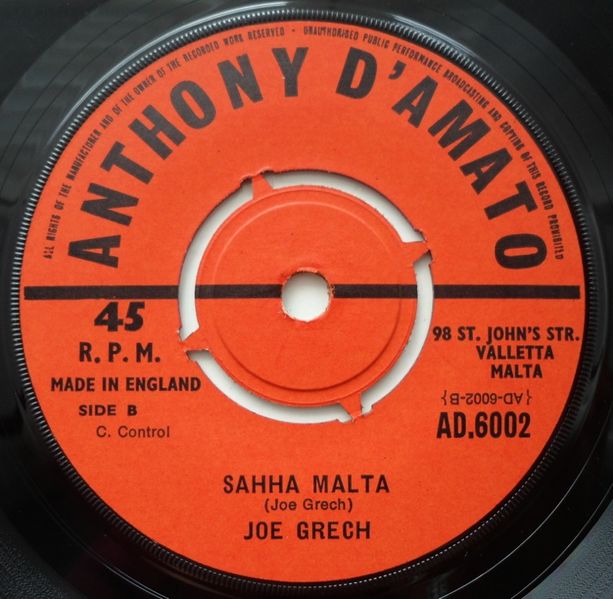 ALL RIGHTS OF THE MANUFACTURER AND OF THE OWNER OF THE RECORDED WORK RESERVED - UNAUTHORISED PUBLIC PERFORMANCE BROADCASTING AND COPYING OF THIS RECORD PROHIBITED
ANTHONY D'AMATO
45
R. P. M.
MADE IN ENGLAND
SIDE B
C. Control
98 ST. JOHN'S STR.
VALLETTA
MALTA
{AD-6002-B}
AD.6002
SAHHA MALTA
(Joe Grech)
JOE GRECH